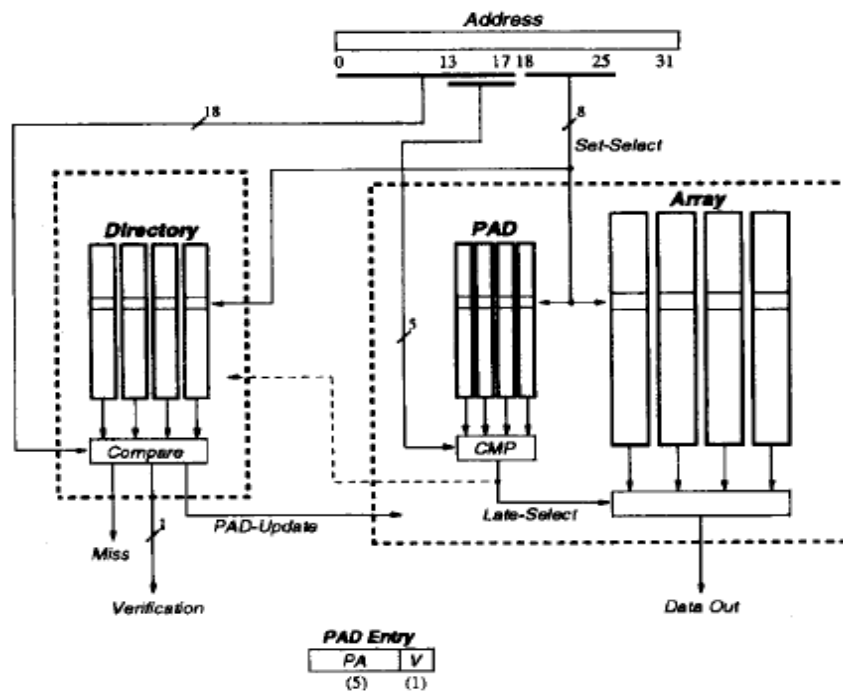 Address
0 13 17 18 25 31
18
8
Set-Select
Directory
PAD
Array
5
Compare
CMP
PAD-Update
Late-Select
1
Miss
Verification
Data Out
PAD Entry
PA V
(5) (1)